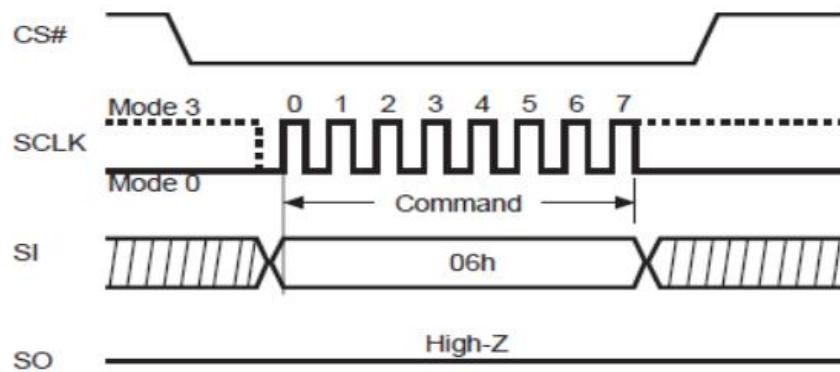 CS#
Mode 3 0 1 2 3 4 5 6 7
SCLK
Mode 0
Command
SI 06h
High-Z
SO